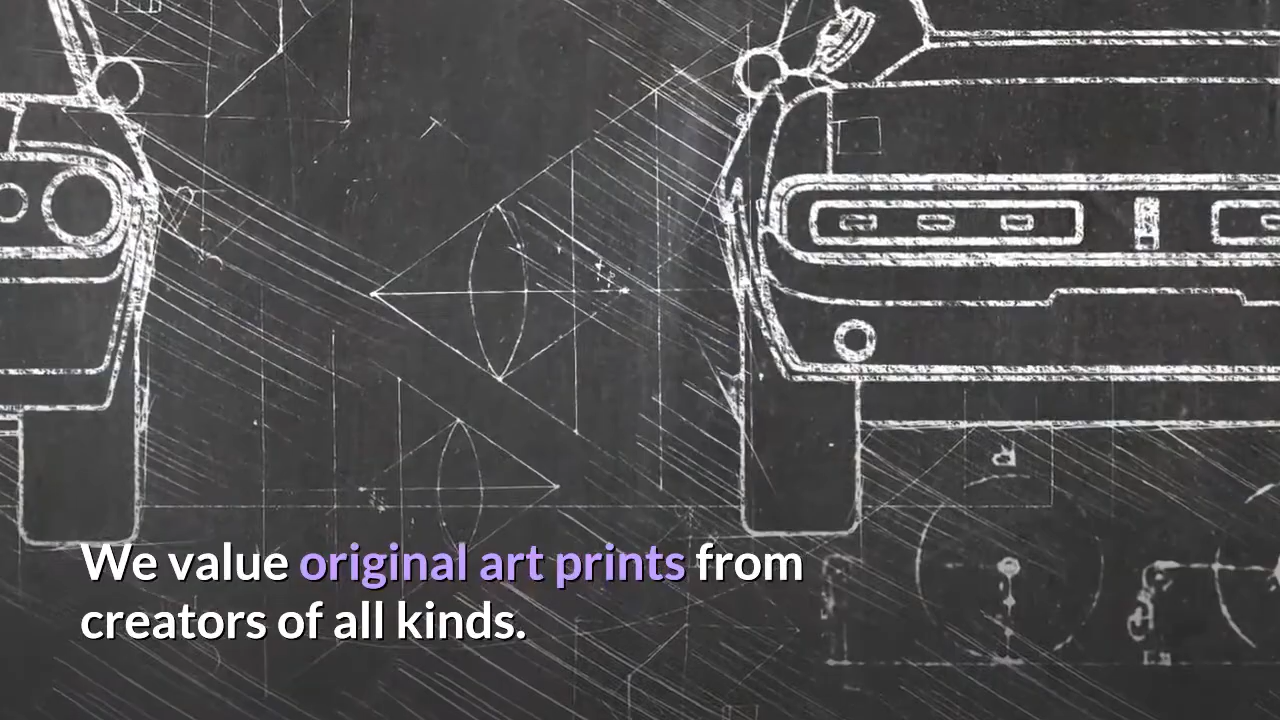 We value original art prints from
creators of all kinds.